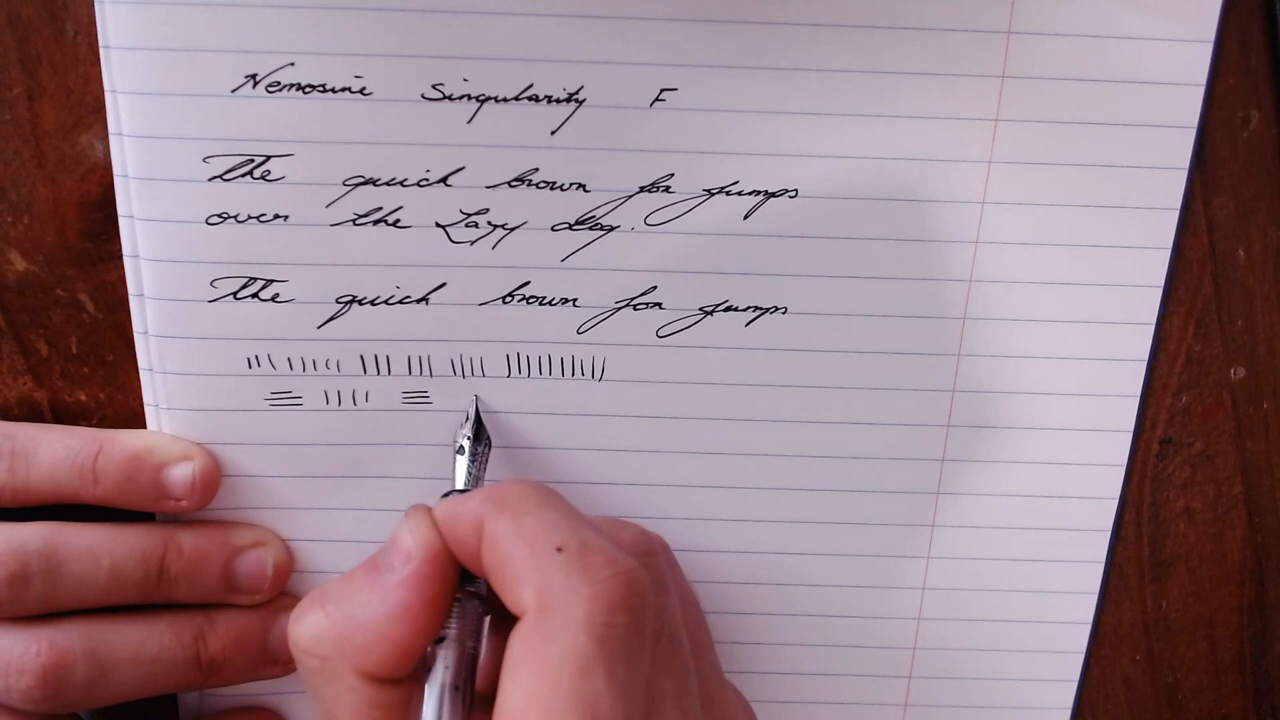 Nemosine Singularity F
The quick brown fox jumps
over the Lazy dog.
The quick brown fox jumps